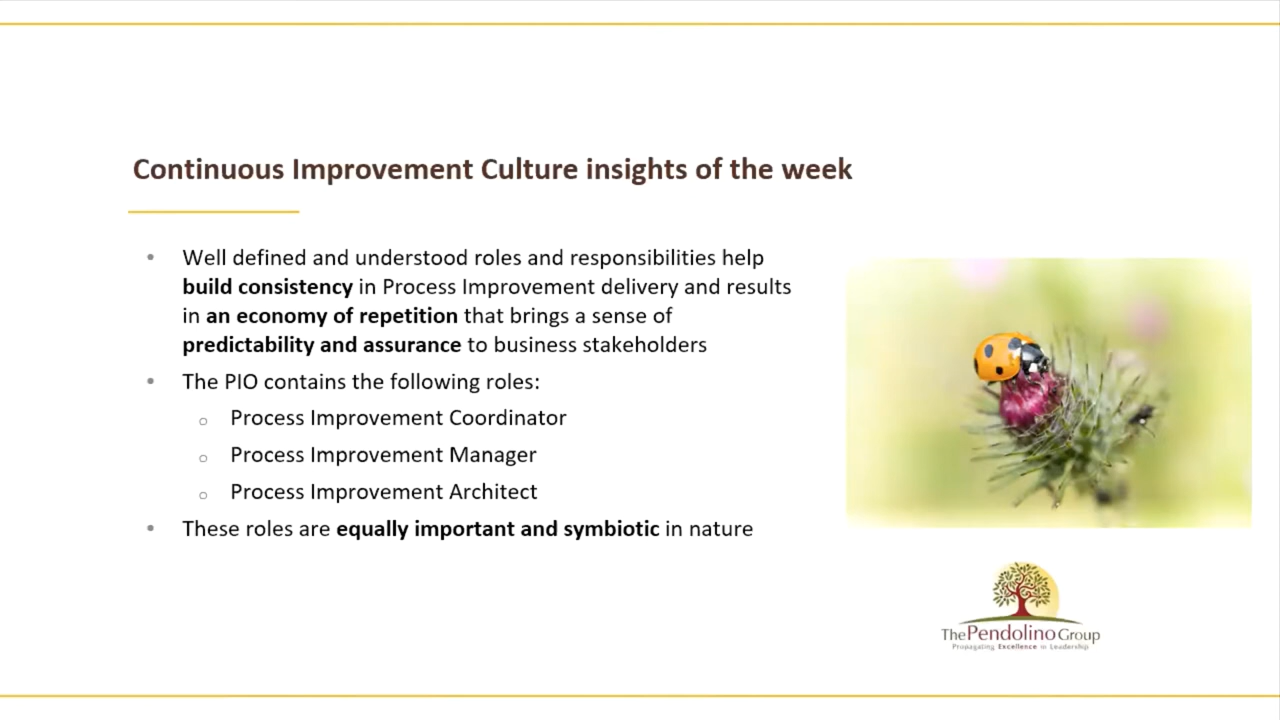 Continuous Improvement Culture insights of the week
• Well defined and understood roles and responsibilities help
build consistency in Process Improvement delivery and results
in an economy of repetition that brings a sense of
predictability and assurance to business stakeholders
• The PIO contains the following roles:
o Process Improvement Coordinator
o Process Improvement Manager
o Process Improvement Architect
• These roles are equally important and symbiotic in nature
ThePendolinoGroup
Propagating Excellence in Leadership